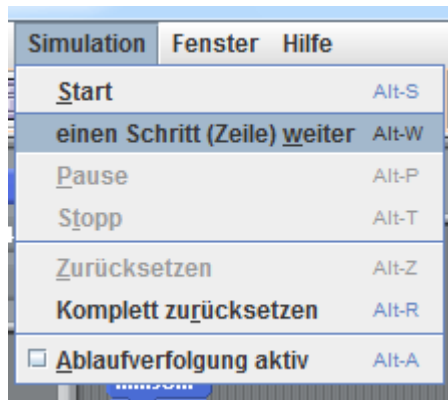 Simulation Fenster Hilfe
Start Alt-S
einen Schritt (Zeile) weiter Alt-W
Pause Alt-P
Stopp Alt-T
Zurücksetzen Alt-Z
Komplett zurücksetzen Alt-R
Ablaufverfolgung aktiv Alt-A